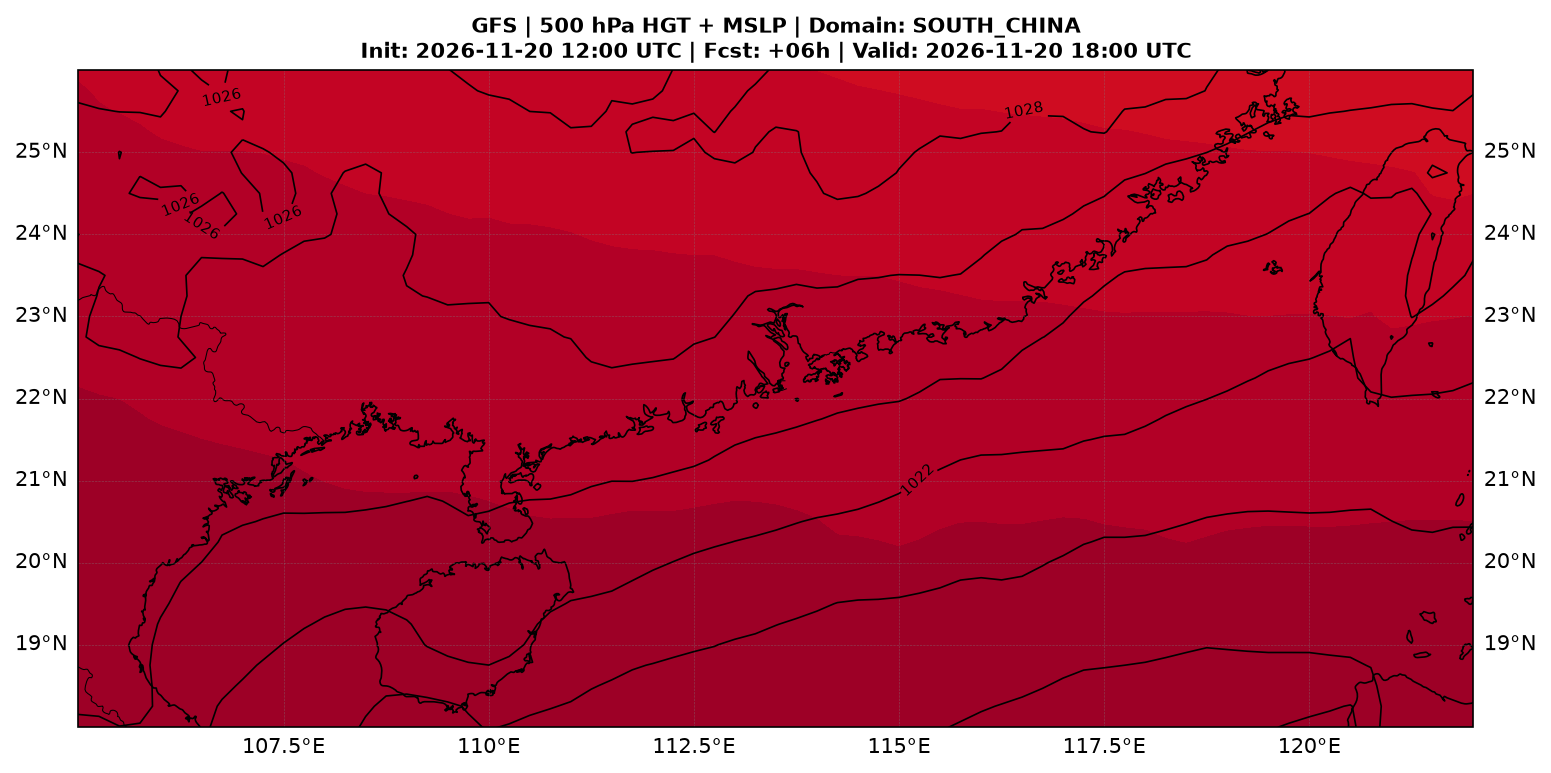 GFS | 500 hPa HGT + MSLP | Domain: SOUTH_CHINA
Init: 2026-11-20 12:00 UTC | Fcst: +06h | Valid: 2026-11-20 18:00 UTC
1026
1028
25°N
25°N
1026
1026
1026
24°N
24°N
23°N
23°N
22°N
22°N
1022
21°N
21°N
20°N
20°N
19°N
19°N
107.5°E
110°E
112.5°E
115°E
117.5°E
120°E